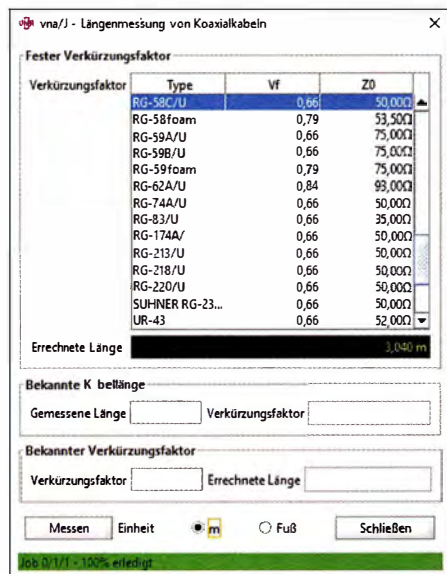 vna/J - Längenmessung von Koaxialkabeln
Fester Verkürzungsfaktor
Verkürzungsfaktor Type Vf Z0
RG-58C/U 0,66 50,00Ω
RG-58foam 0,79 53,50Ω
RG-59A/U 0,66 75,00Ω
RG-59B/U 0,66 75,00Ω
RG-59foam 0,79 75,00Ω
RG-62A/U 0,84 93,00Ω
RG-74A/U 0,66 50,00Ω
RG-83/U 0,66 35,00Ω
RG-174A/ 0,66 50,00Ω
RG-213/U 0,66 50,00Ω
RG-218/U 0,66 50,00Ω
RG-220/U 0,66 50,00Ω
SUHNER RG-23... 0,66 50,00Ω
UR-43 0,66 52,00Ω
Errechnete Länge 3,040 m
Bekannte K bellänge
Gemessene Länge Verkürzungsfaktor
Bekannter Verkürzungsfaktor
Verkürzungsfaktor Errechnete Länge
Messen Einheit m Fuß Schließen
Job 0/1/1 - 100% erledigt